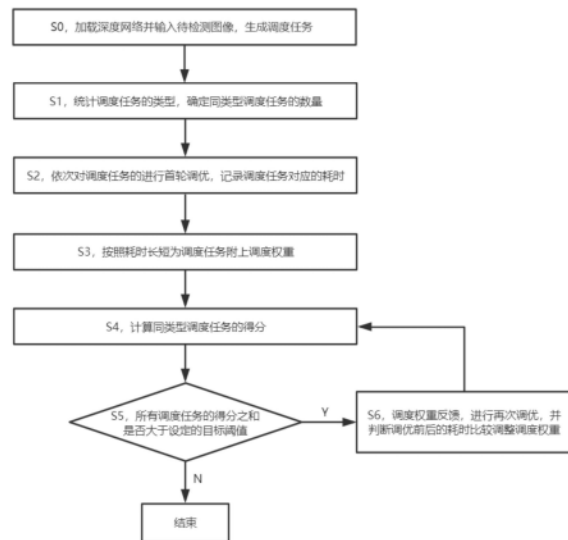 S0，加载深度网络并输入待检测图像，生成调度任务
S1，统计调度任务的类型，确定同类型调度任务的数量
S2，依次对调度任务的进行首轮调优，记录调度任务对应的耗时
S3，按照耗时长短为调度任务附上调度权重
S4，计算同类型调度任务的得分
S5，所有调度任务的得分之和
是否大于设定的目标阈值
Y
S6，调度权重反馈，进行再次调优，并
判断调优前后的耗时比较调整调度权重
N
结束